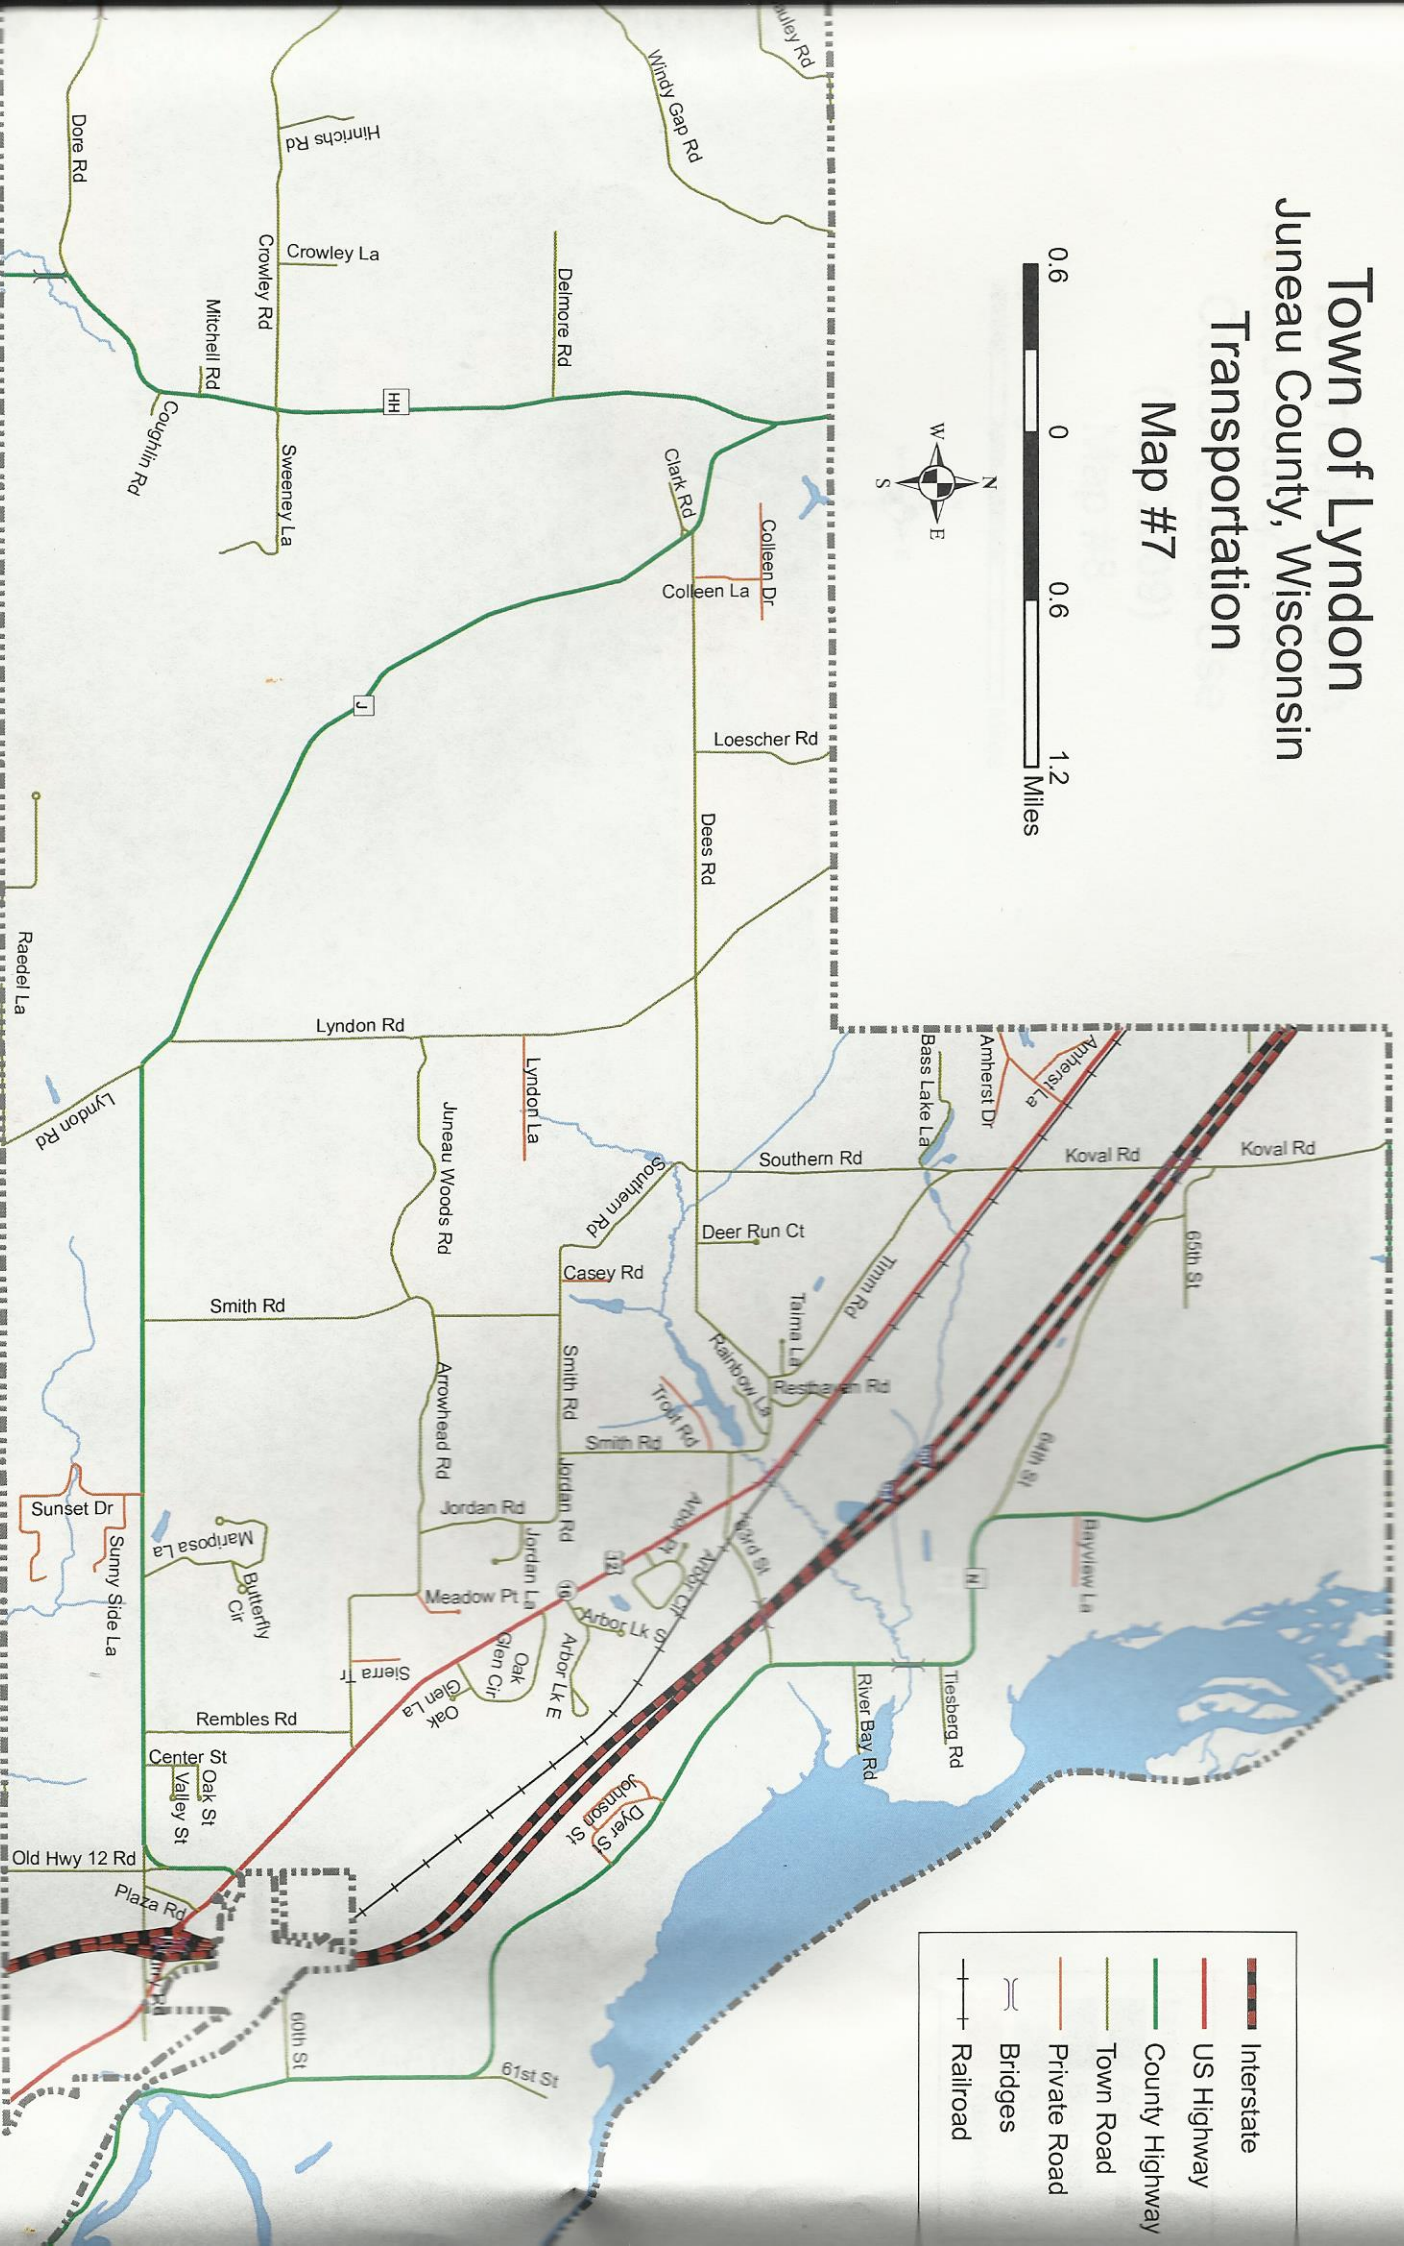 Town of Lyndon
Juneau County, Wisconsin
Transportation
Map #7
0.6 0 0.6 1.2
Miles
N
W E
S
Interstate
US Highway
County Highway
Town Road
Private Road
Bridges
Railroad
auley Rd
Windy Gap Rd
Hinrichs Rd
Dore Rd
Crowley La
Crowley Rd
Delmore Rd
Mitchell Rd
HH
Coughlin Rd
Sweeney La
Clark Rd
Colleen Dr
Colleen La
J
Loescher Rd
Dees Rd
Raedel La
Lyndon Rd
Lyndon Rd
Lyndon La
Juneau Woods Rd
Bass Lake La
Amherst Dr
Amherst La
Koval Rd
Koval Rd
Southern Rd
Southern Rd
Deer Run Ct
65th St
Casey Rd
Timm Rd
Taima La
Smith Rd
Smith Rd
Smith Rd
Rainbow La
Resthaven Rd
Trout Rd
Arrowhead Rd
64th St
Jordan Rd
Jordan Rd
Jordan La
Sunset Dr
Sunny Side La
Mariposa La
Butterfly
Cir
Arbor Pt
Arbor Cir
63rd St
12
16
N
Bayview La
Meadow Pt
Arbor Lk S
Arbor Lk E
Oak
Glen Cir
Oak
Glen La
Sierra Tr
Rembles Rd
River Bay Rd
Tiesberg Rd
Center St
Oak St
Valley St
Johnson St
Dyer St
Old Hwy 12 Rd
Plaza Rd
60th St
61st St